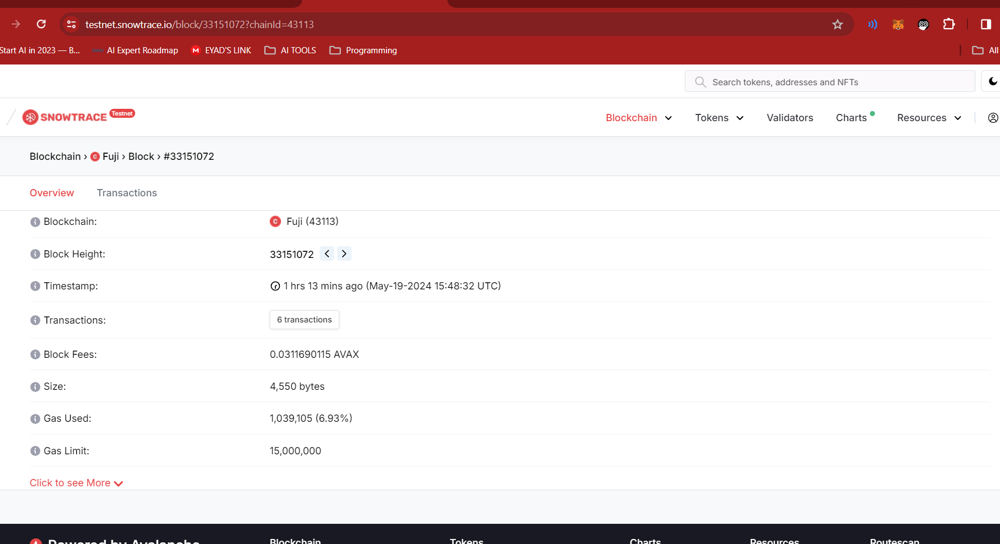 testnet.snowtrace.io/block/33151072?chainId=43113
Start AI in 2023 — B... AI Expert Roadmap M EYAD'S LINK AI TOOLS Programming All
Search tokens, addresses and NFTs
SNOWTRACE Testnet
Blockchain Tokens Validators Charts Resources
Blockchain › C Fuji › Block › #33151072
Overview Transactions
Blockchain: C Fuji (43113)
Block Height: 33151072
Timestamp: 1 hrs 13 mins ago (May-19-2024 15:48:32 UTC)
Transactions: 6 transactions
Block Fees: 0.0311690115 AVAX
Size: 4,550 bytes
Gas Used: 1,039,105 (6.93%)
Gas Limit: 15,000,000
Click to see More
Powered by Avalanche Blockchain Tokens Charts Resources Routescan